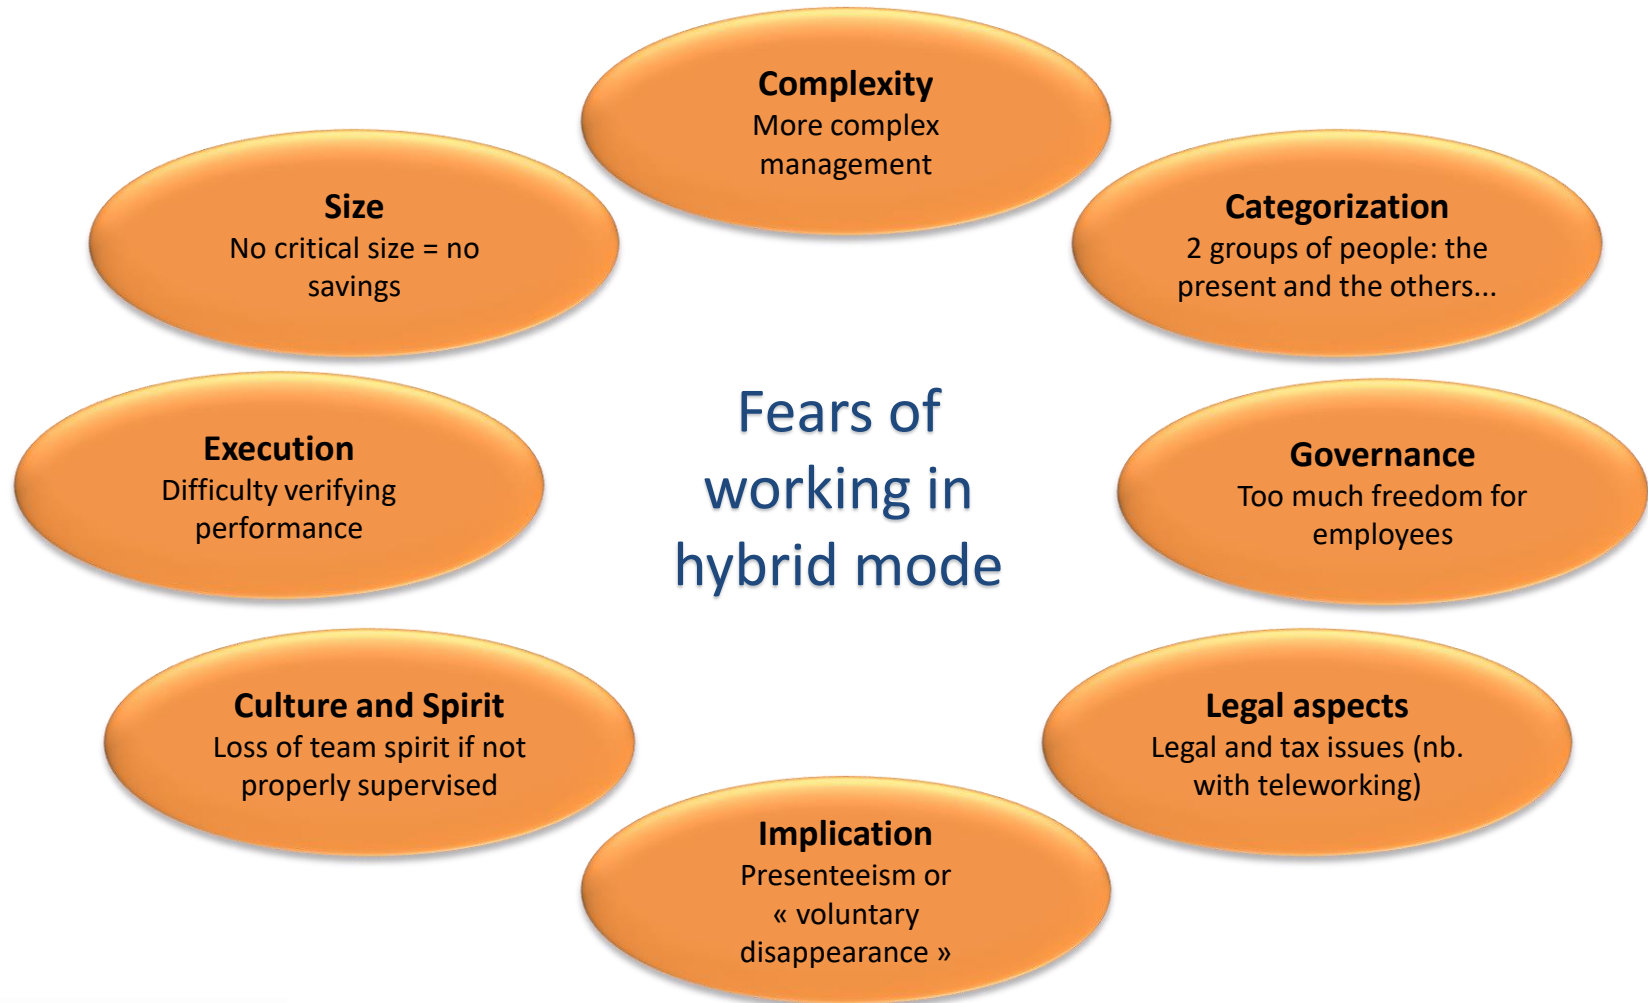 Complexity
More complex
management
Size
No critical size = no
savings
Categorization
2 groups of people: the
present and the others...
Fears of
working in
hybrid mode
Execution
Difficulty verifying
performance
Governance
Too much freedom for
employees
Culture and Spirit
Loss of team spirit if not
properly supervised
Legal aspects
Legal and tax issues (nb.
with teleworking)
Implication
Presenteeism or
« voluntary
disappearance »